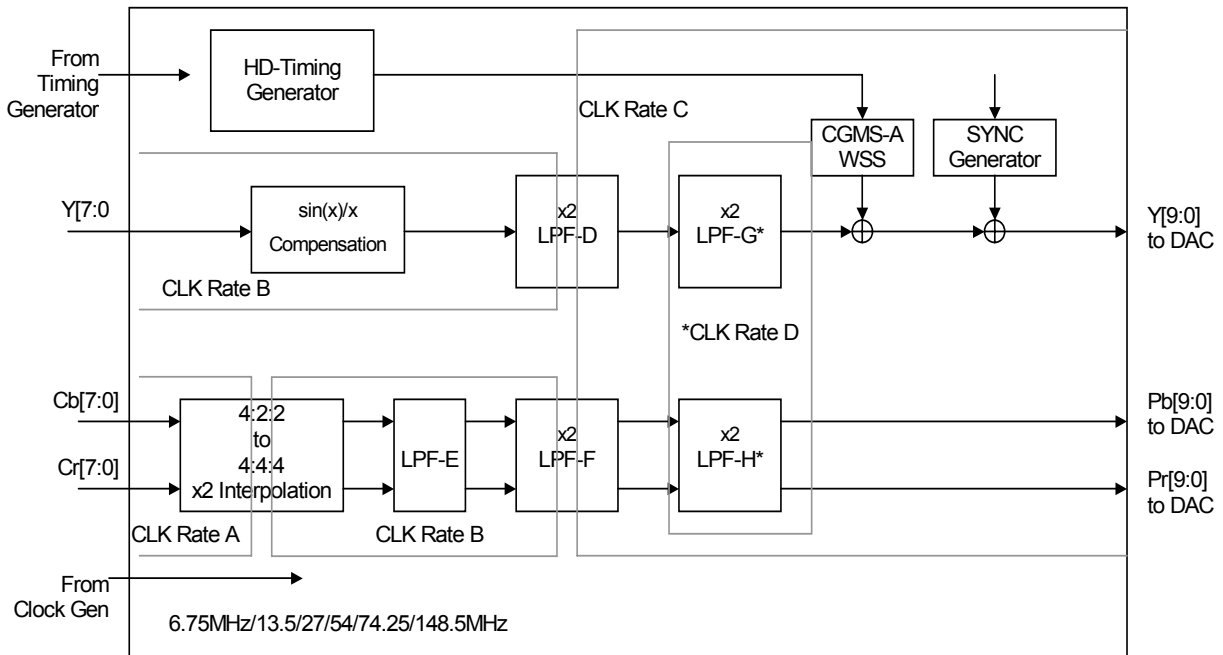 From
Timing
Generator
HD-Timing
Generator
CLK Rate C
CGMS-A
WSS
SYNC
Generator
Y[7:0
sin(x)/x
Compensation
x2
LPF-D
x2
LPF-G*
Y[9:0]
to DAC
CLK Rate B
*CLK Rate D
Cb[7:0]
Cr[7:0]
4:2:2
to
4:4:4
x2 Interpolation
LPF-E
x2
LPF-F
x2
LPF-H*
Pb[9:0]
to DAC
Pr[9:0]
to DAC
CLK Rate A
CLK Rate B
From
Clock Gen
6.75MHz/13.5/27/54/74.25/148.5MHz